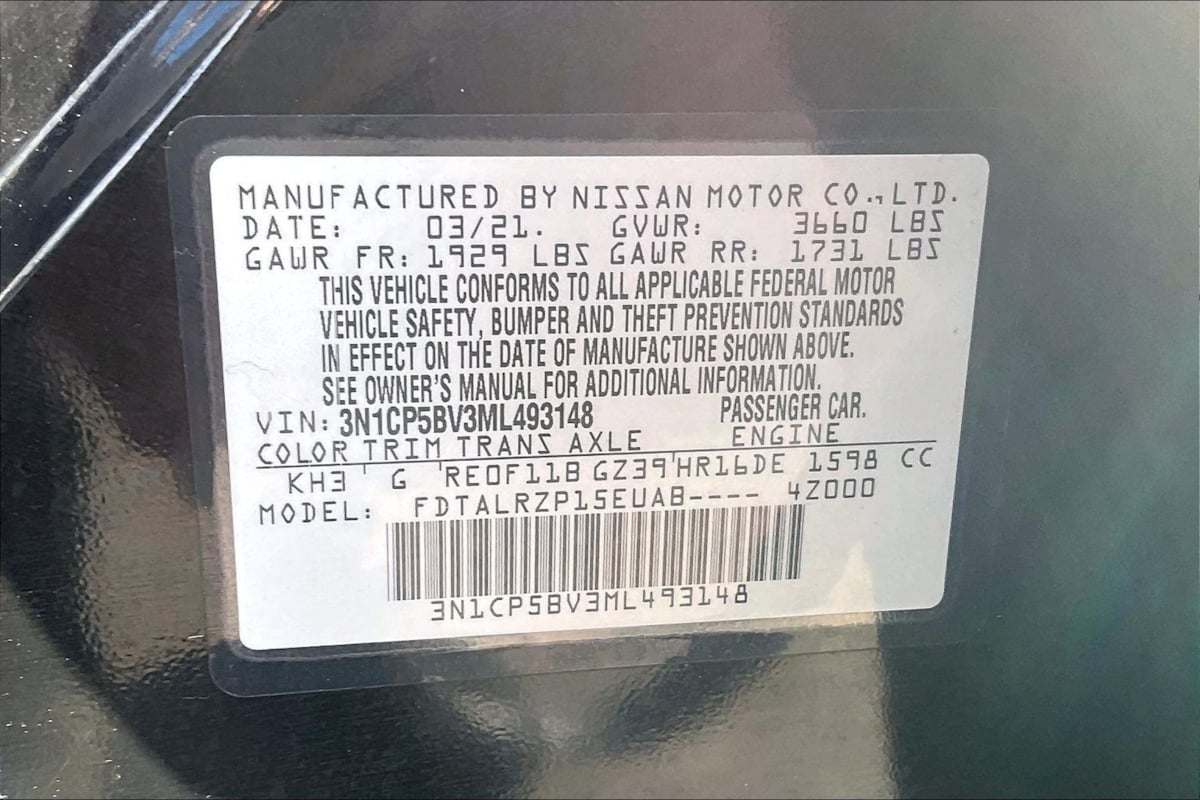 MANUFACTURED BY NISSAN MOTOR CO.,LTD.
DATE: 03/21. GVWR: 3660 LBS
GAWR FR: 1929 LBS GAWR RR: 1731 LBS
THIS VEHICLE CONFORMS TO ALL APPLICABLE FEDERAL MOTOR
VEHICLE SAFETY, BUMPER AND THEFT PREVENTION STANDARDS
IN EFFECT ON THE DATE OF MANUFACTURE SHOWN ABOVE.
SEE OWNER'S MANUAL FOR ADDITIONAL INFORMATION.
VIN: 3N1CP5BV3ML493148 PASSENGER CAR.
COLOR TRIM TRANS AXLE ENGINE
KH3 G RE0F11B GZ39 HR16DE 1598 CC
MODEL: FDTALRZP15EUAB---- 4Z000
3N1CP5BV3ML493148